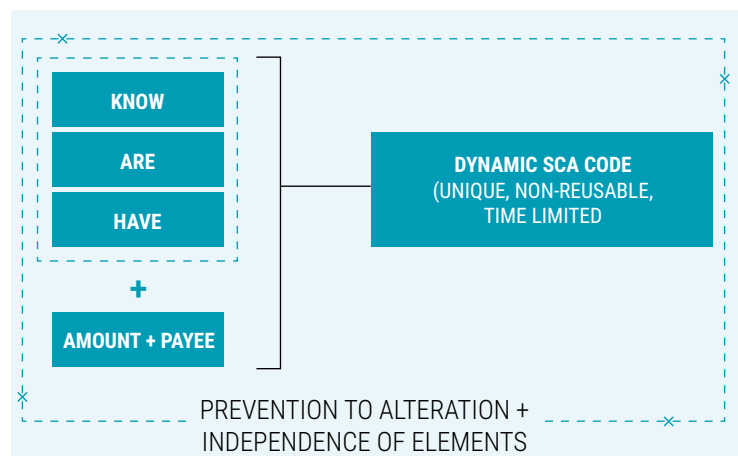 KNOW
ARE
HAVE
+
AMOUNT + PAYEE
DYNAMIC SCA CODE
(UNIQUE, NON-REUSABLE,
TIME LIMITED
PREVENTION TO ALTERATION +
INDEPENDENCE OF ELEMENTS